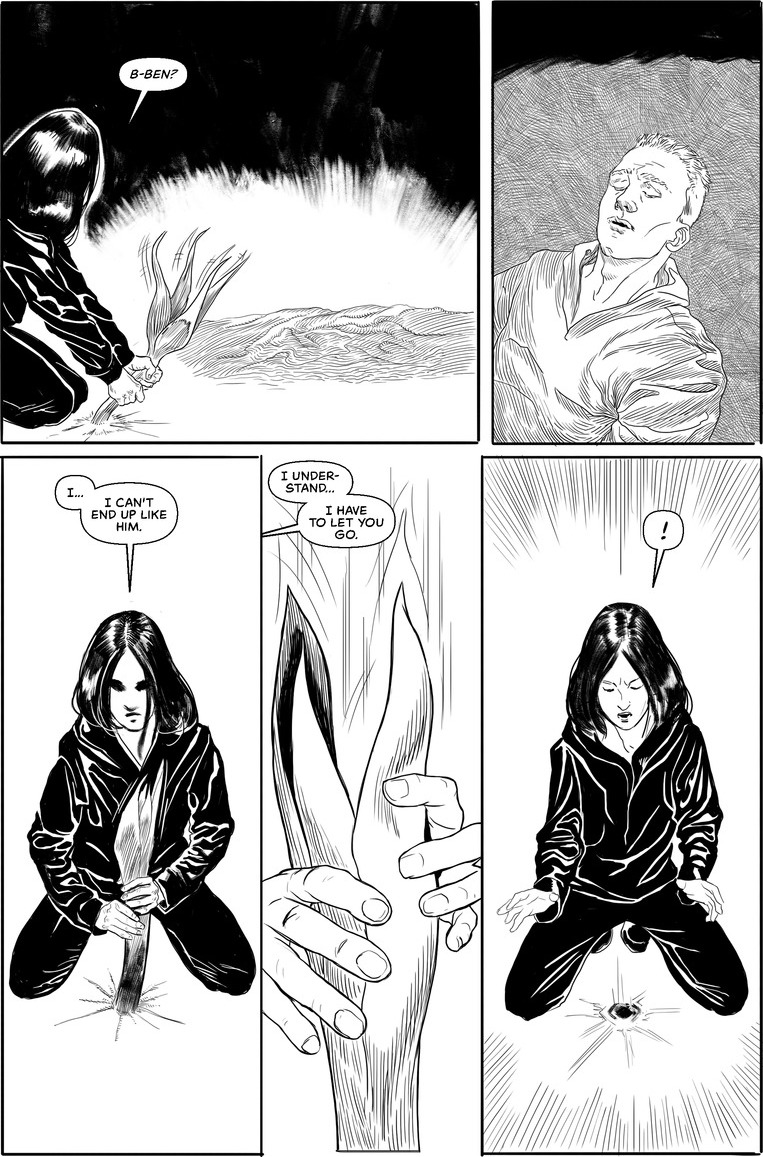 B-BEN?
I...
I CAN'T
END UP LIKE
HIM.
I UNDER-
STAND...
I HAVE
TO LET YOU
GO.
!